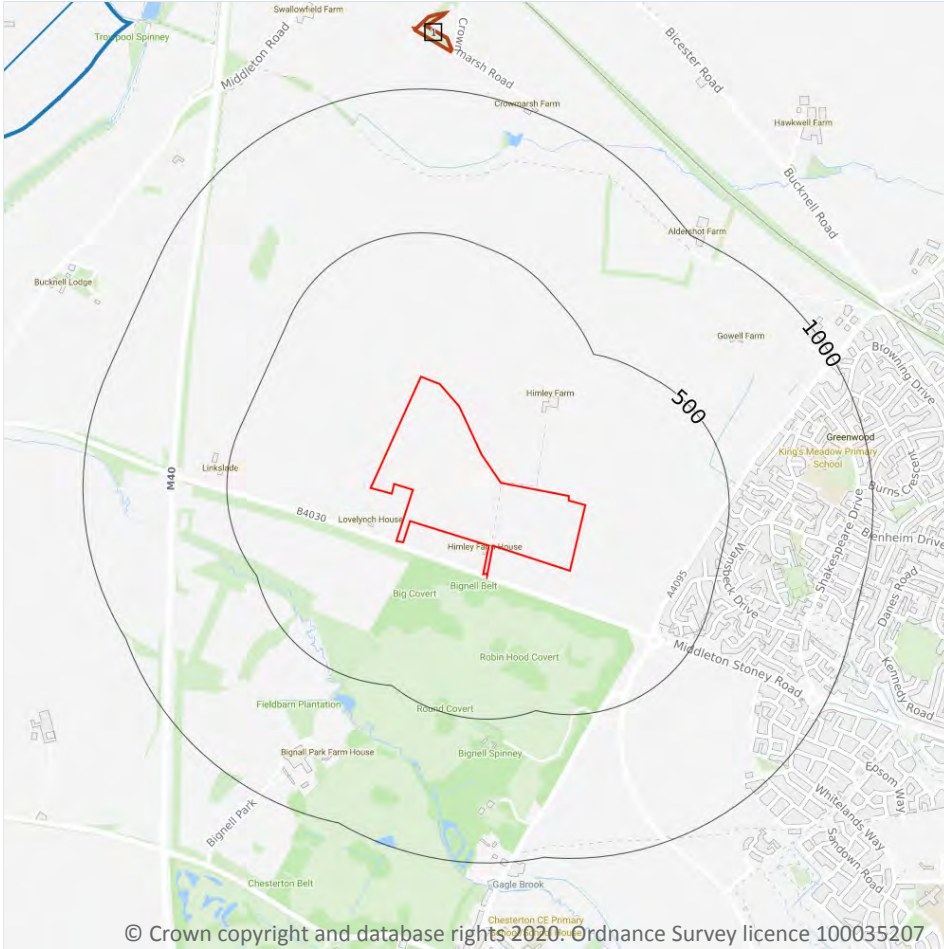 Swallowfield Farm
Trowpool Spinney
Middleton Road
Crowmarsh Road
1
Bicester Road
Crowmarsh Farm
Hawkwell Farm
Bucknell Road
Aldershot Farm
Bucknell Lodge
Gowell Farm
1000
Browning Drive
500
Himley Farm
Greenwood
King's Meadow Primary
School
Burns Crescent
Linkslade
M40
B4030
Lovelynch House
Himley Farm House
Blenheim Drive
Shakespeare Drive
Wansbeck Drive
A4095
Bignell Belt
Big Covert
Danes Road
Robin Hood Covert
Middleton Stoney Road
Kennedy Road
Fieldbarn Plantation
Round Covert
Bignall Park Farm House
Bignell Spinney
Epsom Way
Whitelands Way
Bignell Park
Sandown Road
Chesterton Belt
Gagle Brook
Chesterton CE Primary
© Crown copyright and database rights 2020. Ordnance Survey licence 100035207